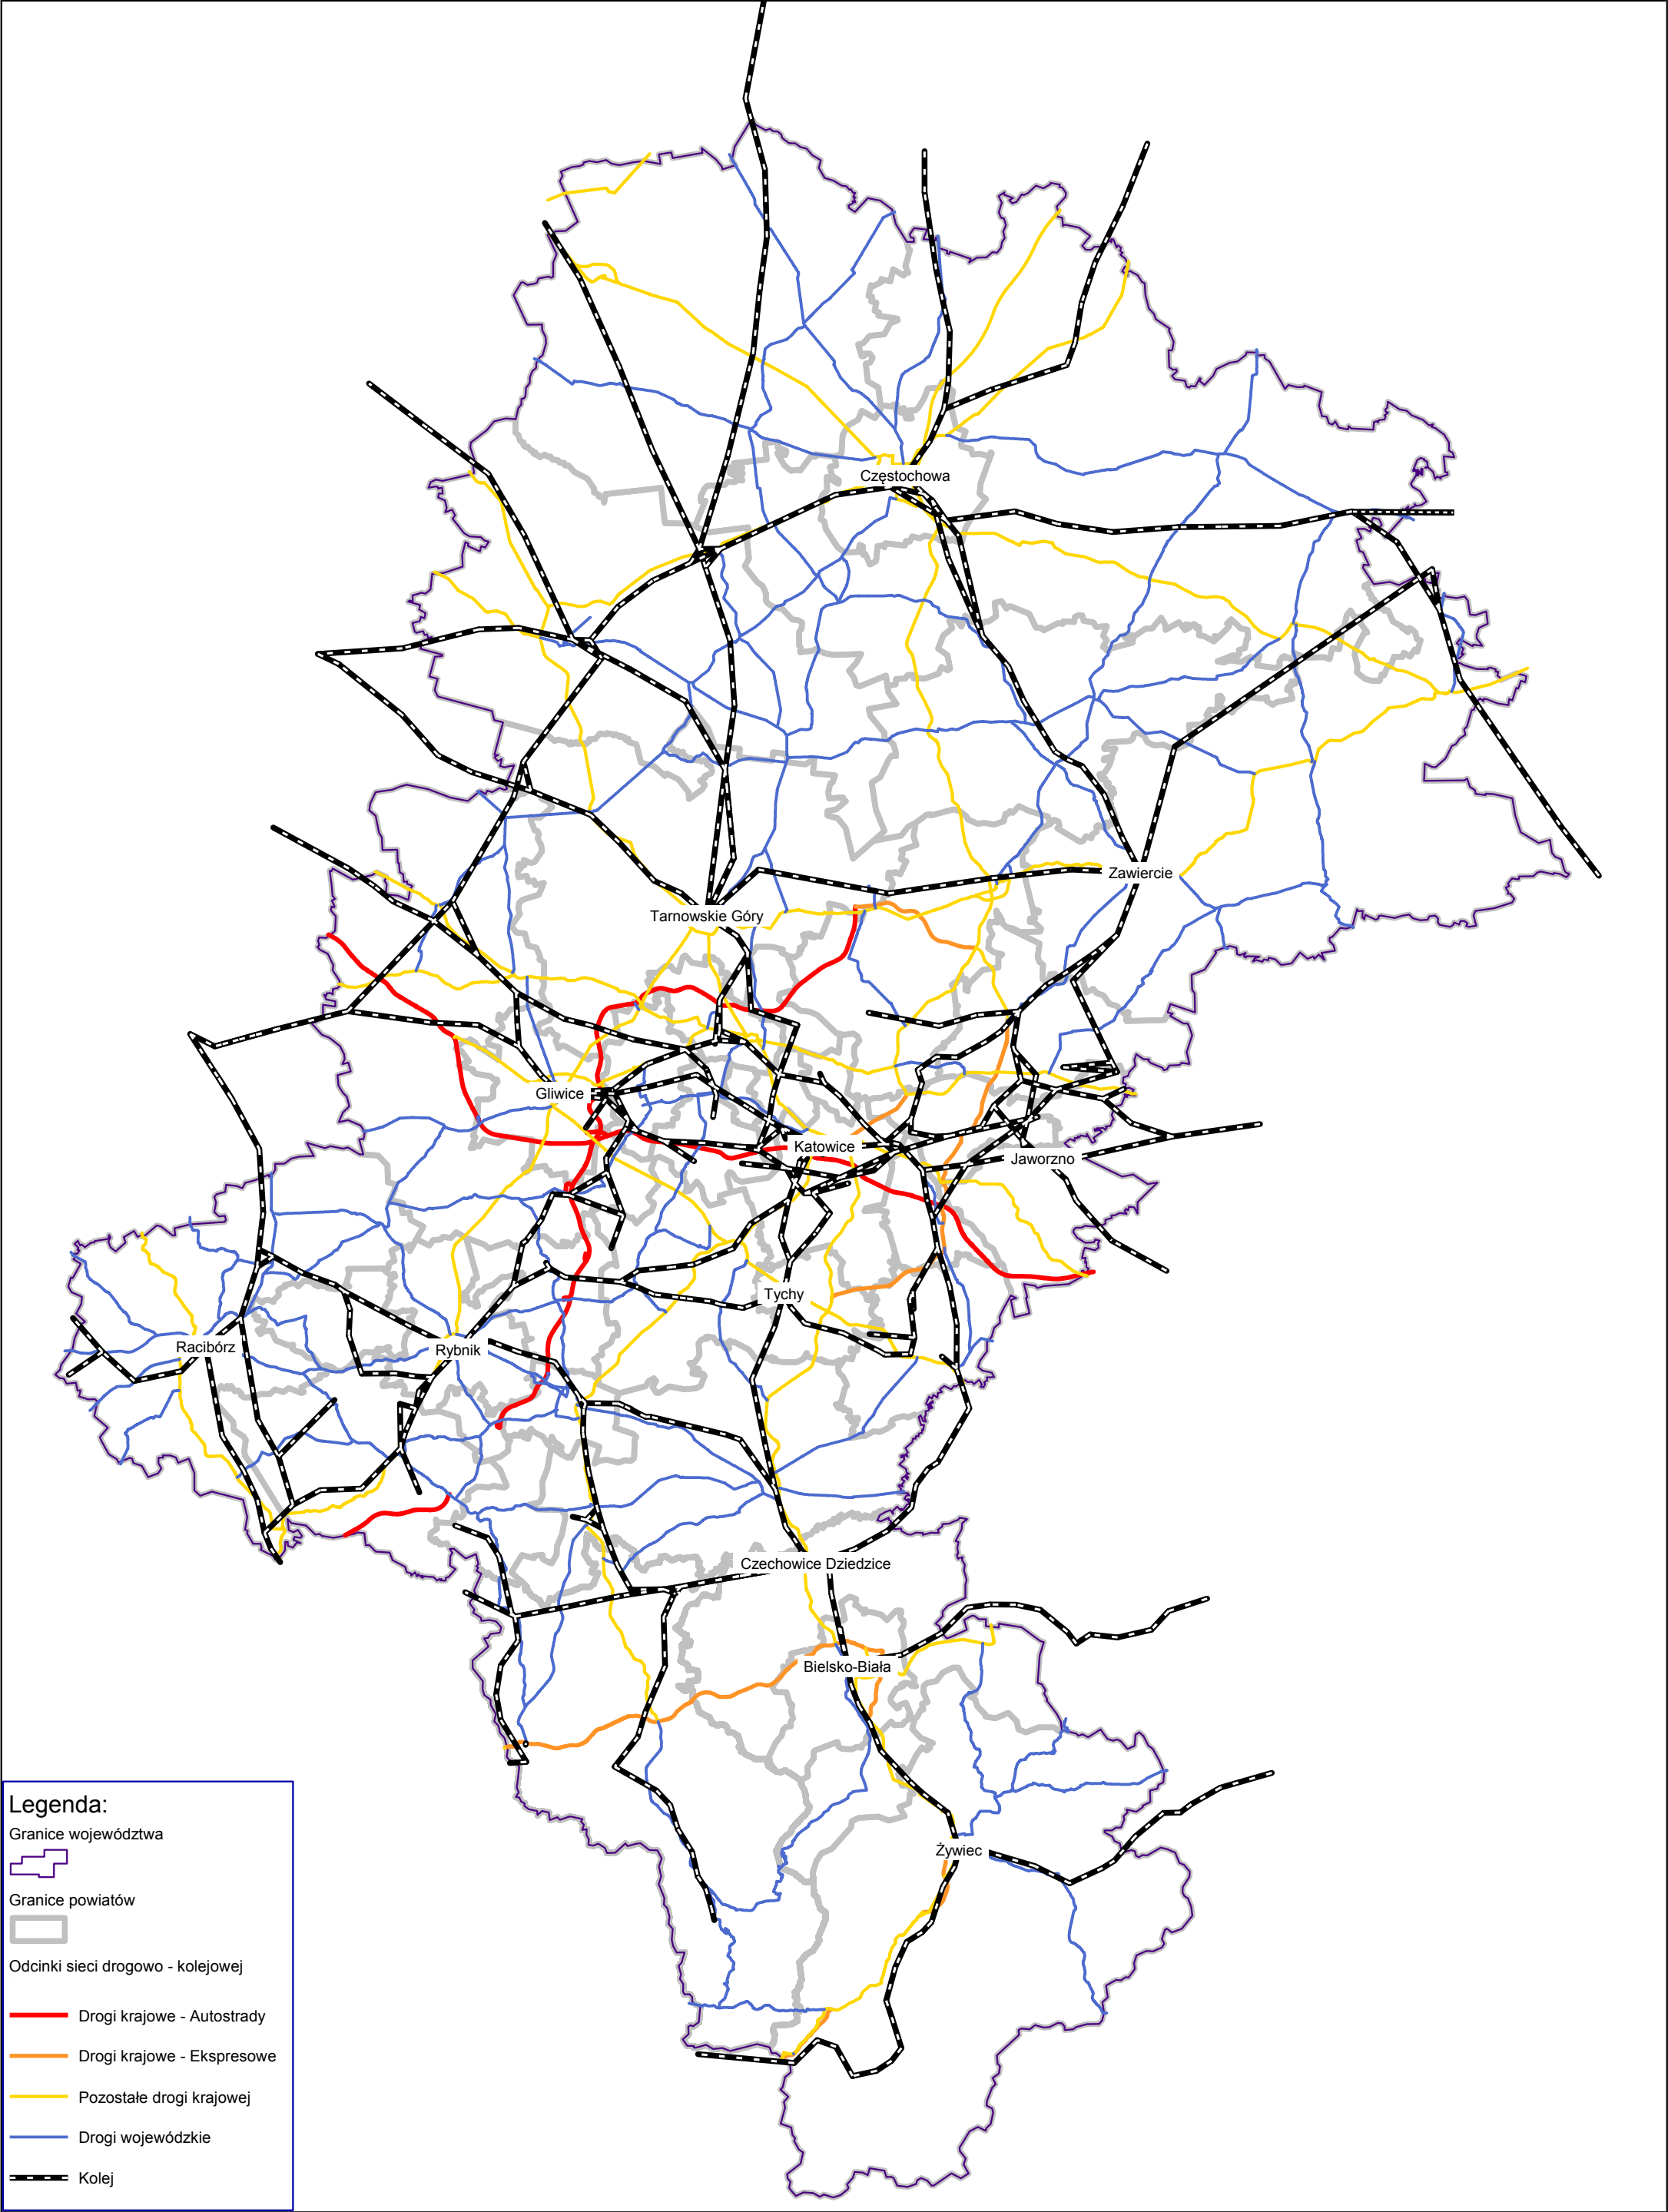 Częstochowa
Zawiercie
Tarnowskie Góry
Gliwice
Katowice
Jaworzno
Tychy
Racibórz
Rybnik
Czechowice Dziedzice
Bielsko-Biała
Żywiec
Legenda:
Granice województwa
Granice powiatów
Odcinki sieci drogowo - kolejowej
Drogi krajowe - Autostrady
Drogi krajowe - Ekspresowe
Pozostałe drogi krajowej
Drogi wojewódzkie
Kolej